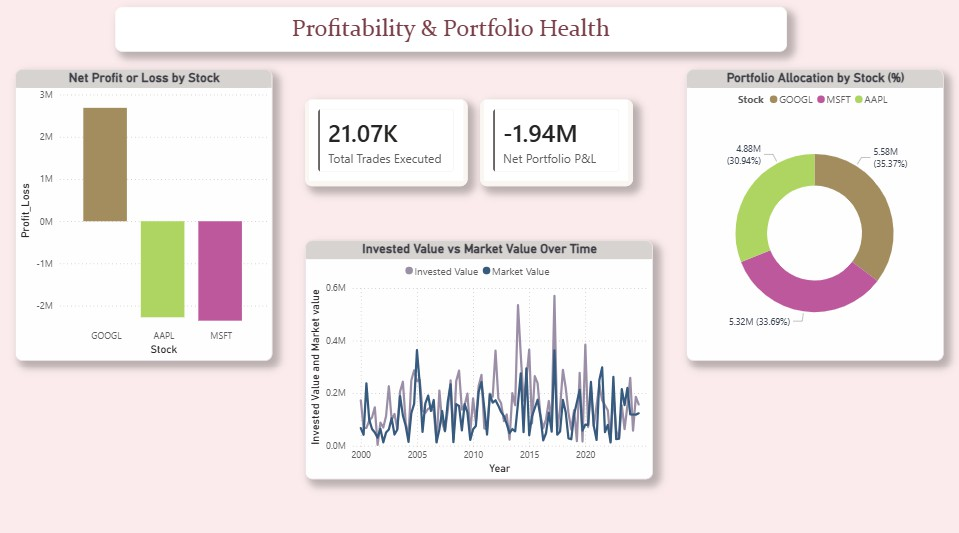 Profitability & Portfolio Health
Net Profit or Loss by Stock
3M
2M
1M
0M
-1M
-2M
Profit_Loss
GOOGL AAPL MSFT
Stock
21.07K
Total Trades Executed
-1.94M
Net Portfolio P&L
Invested Value vs Market Value Over Time
Invested Value Market Value
0.6M
0.4M
0.2M
0.0M
Invested Value and Market value
2000 2005 2010 2015 2020
Year
Portfolio Allocation by Stock (%)
Stock GOOGL MSFT AAPL
4.88M
(30.94%)
5.58M
(35.37%)
5.32M (33.69%)